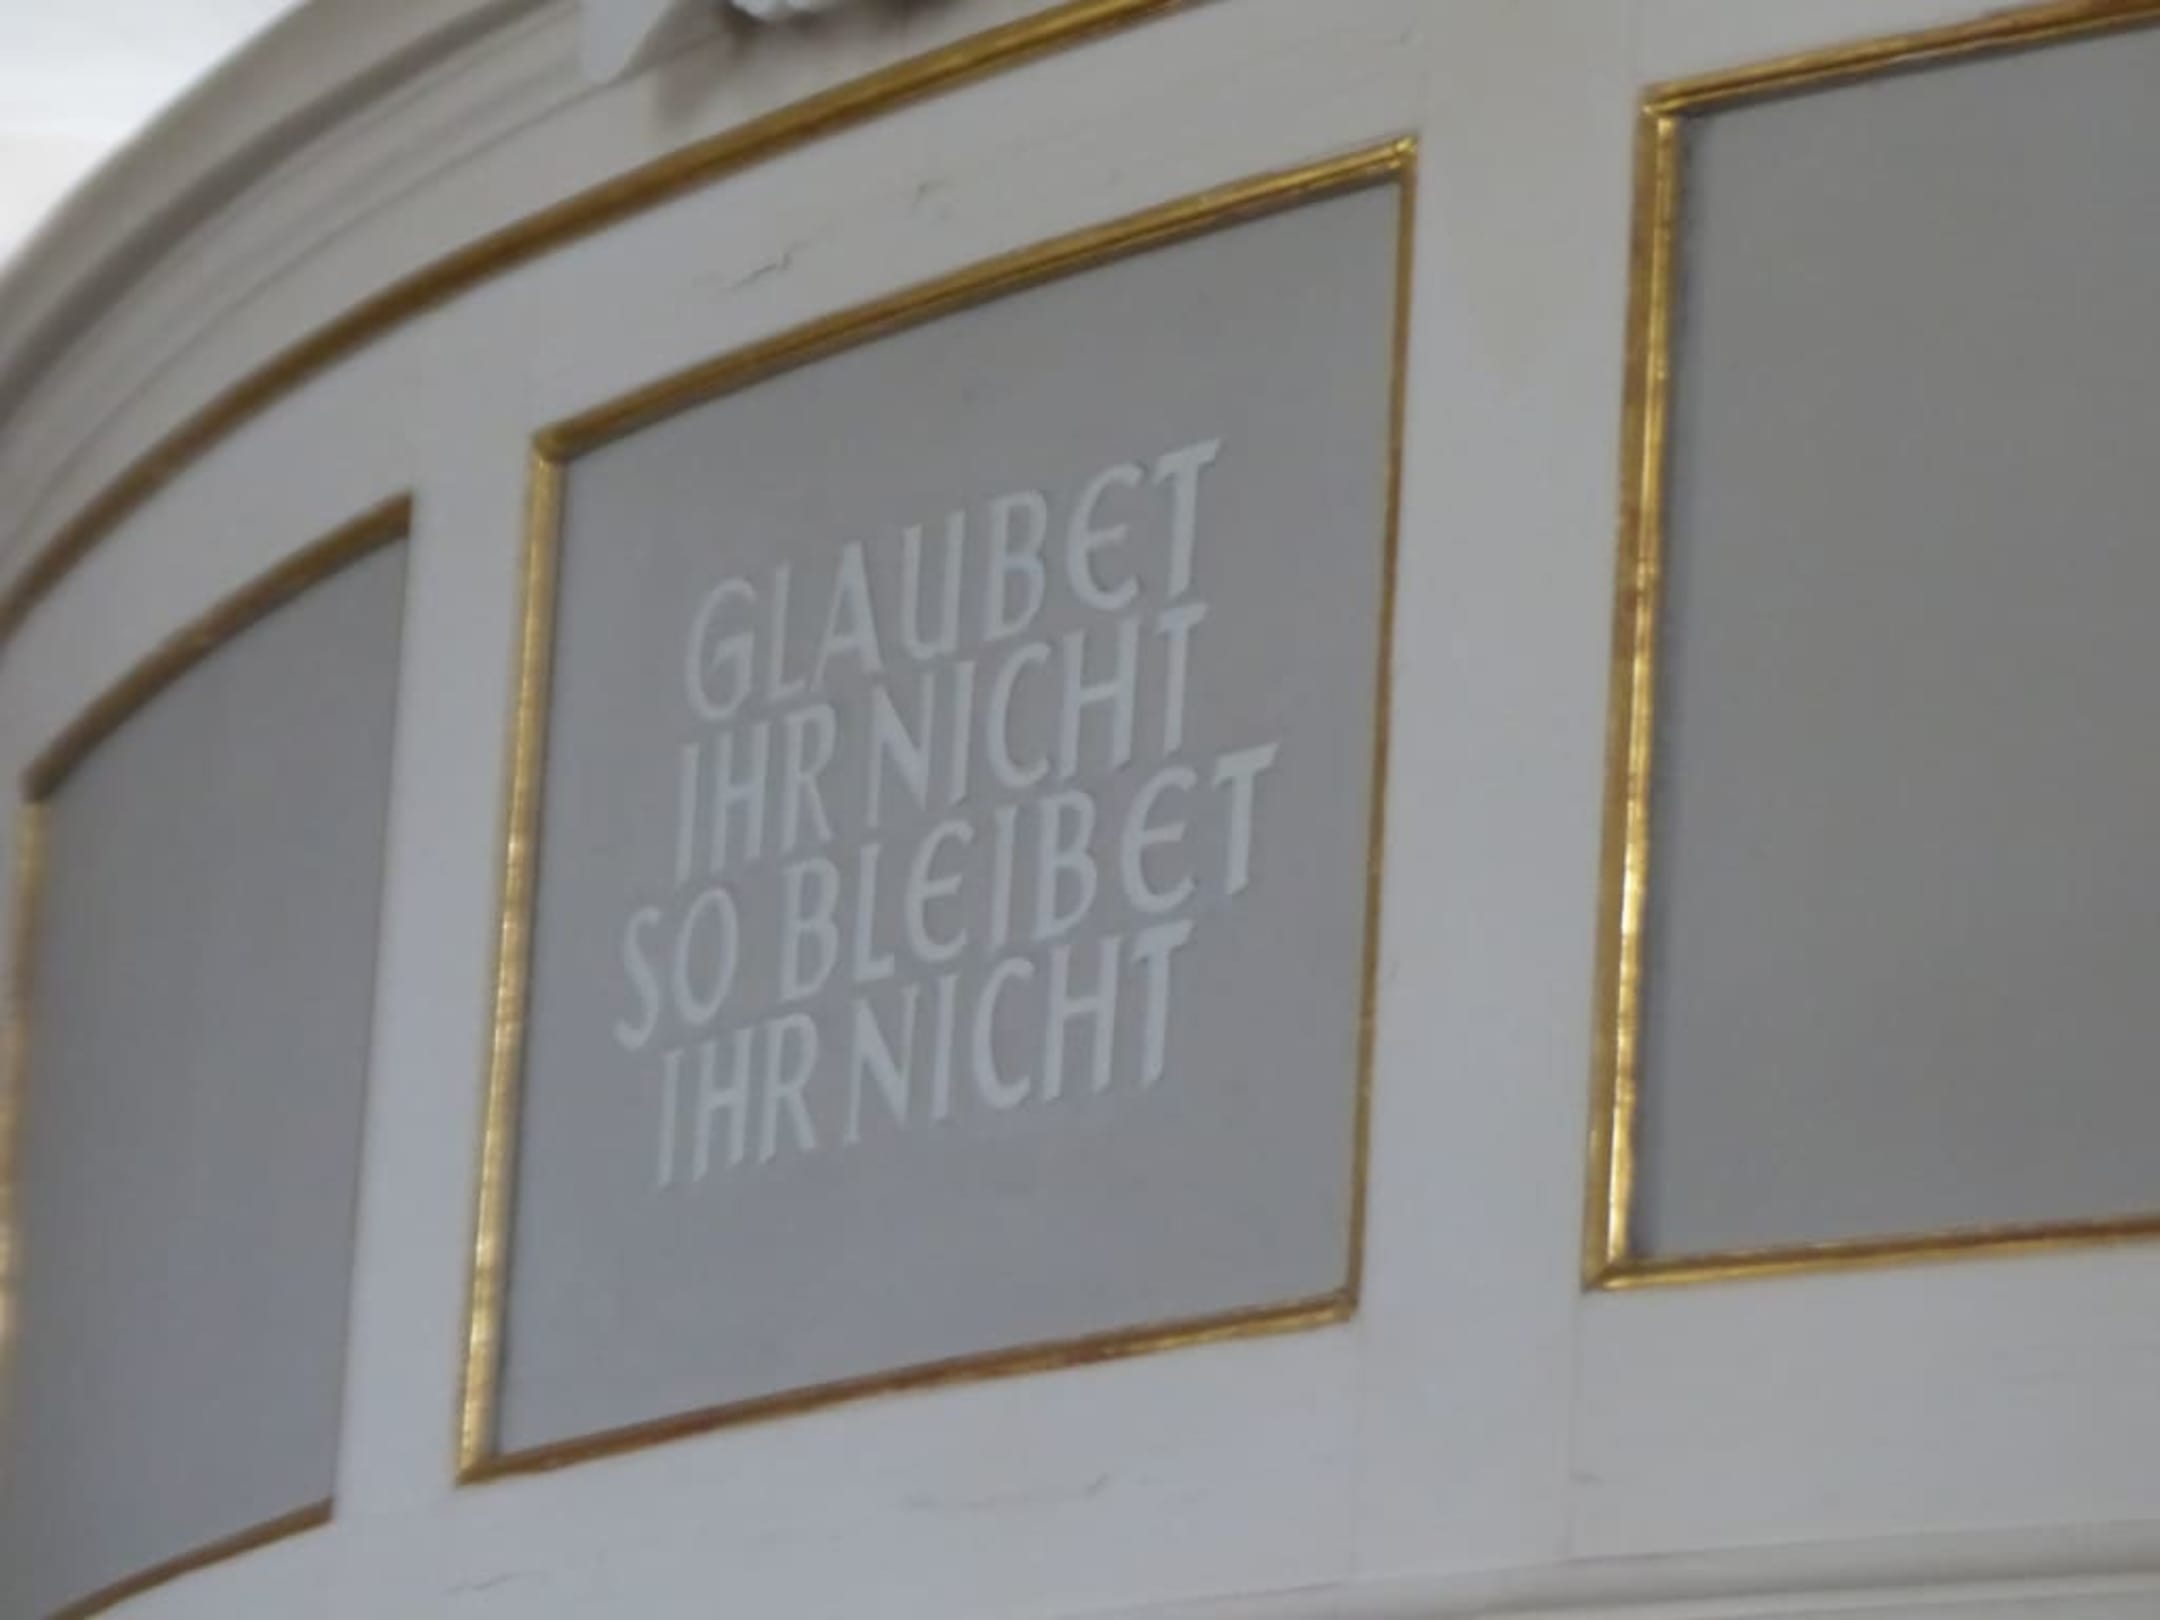 GLAUBET
IHR NICHT
SO BLEIBET
IHR NICHT